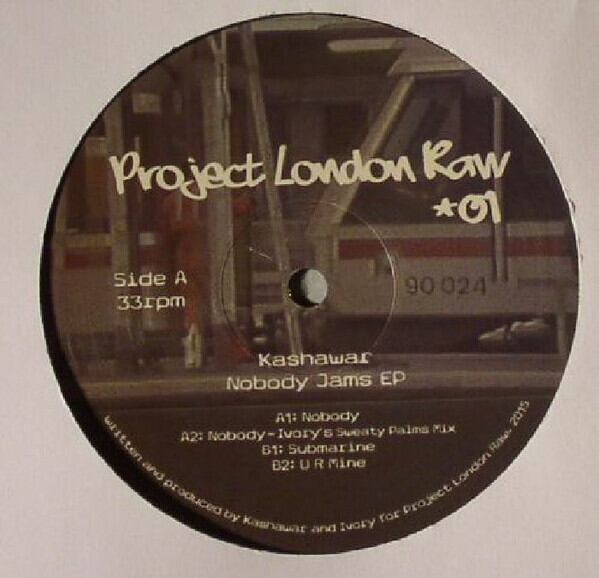 Project London Raw
*01
Side A
33rpm
90 024
Kashawar
Nobody Jams EP
A1: Nobody
A2: Nobody - Ivory's Sweaty Palms Mix
B1: Submarine
B2: U R Mine
written and produced by Kashawar and Ivory for Project London Raw. 2015